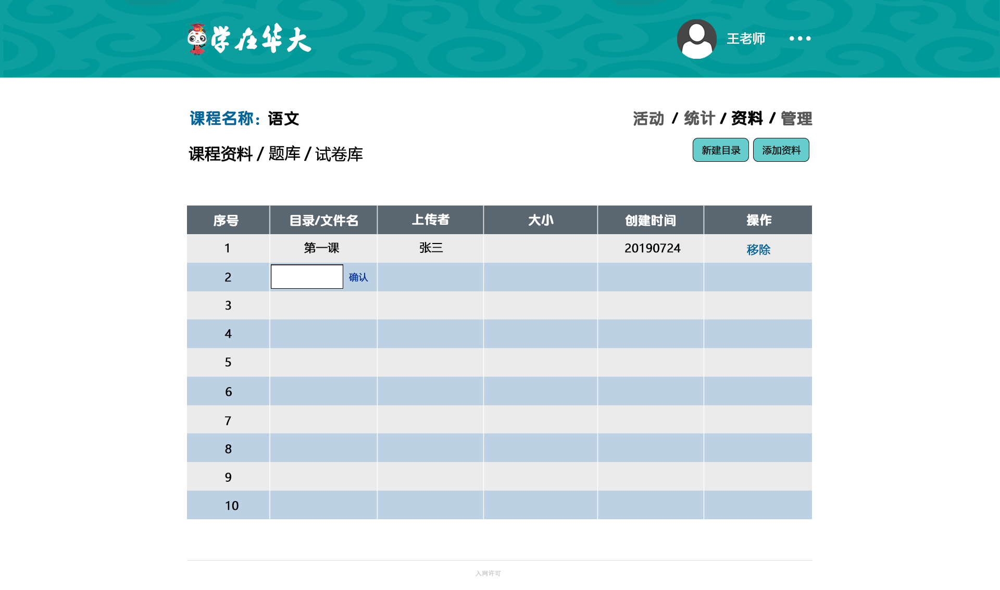 学在华大
王老师
课程名称：语文
活动 / 统计 / 资料 / 管理
课程资料 / 题库 / 试卷库
新建目录 添加资料
序号 目录/文件名 上传者 大小 创建时间 操作
1 第一课 张三 20190724 移除
2 确认
3
4
5
6
7
8
9
10
入网许可